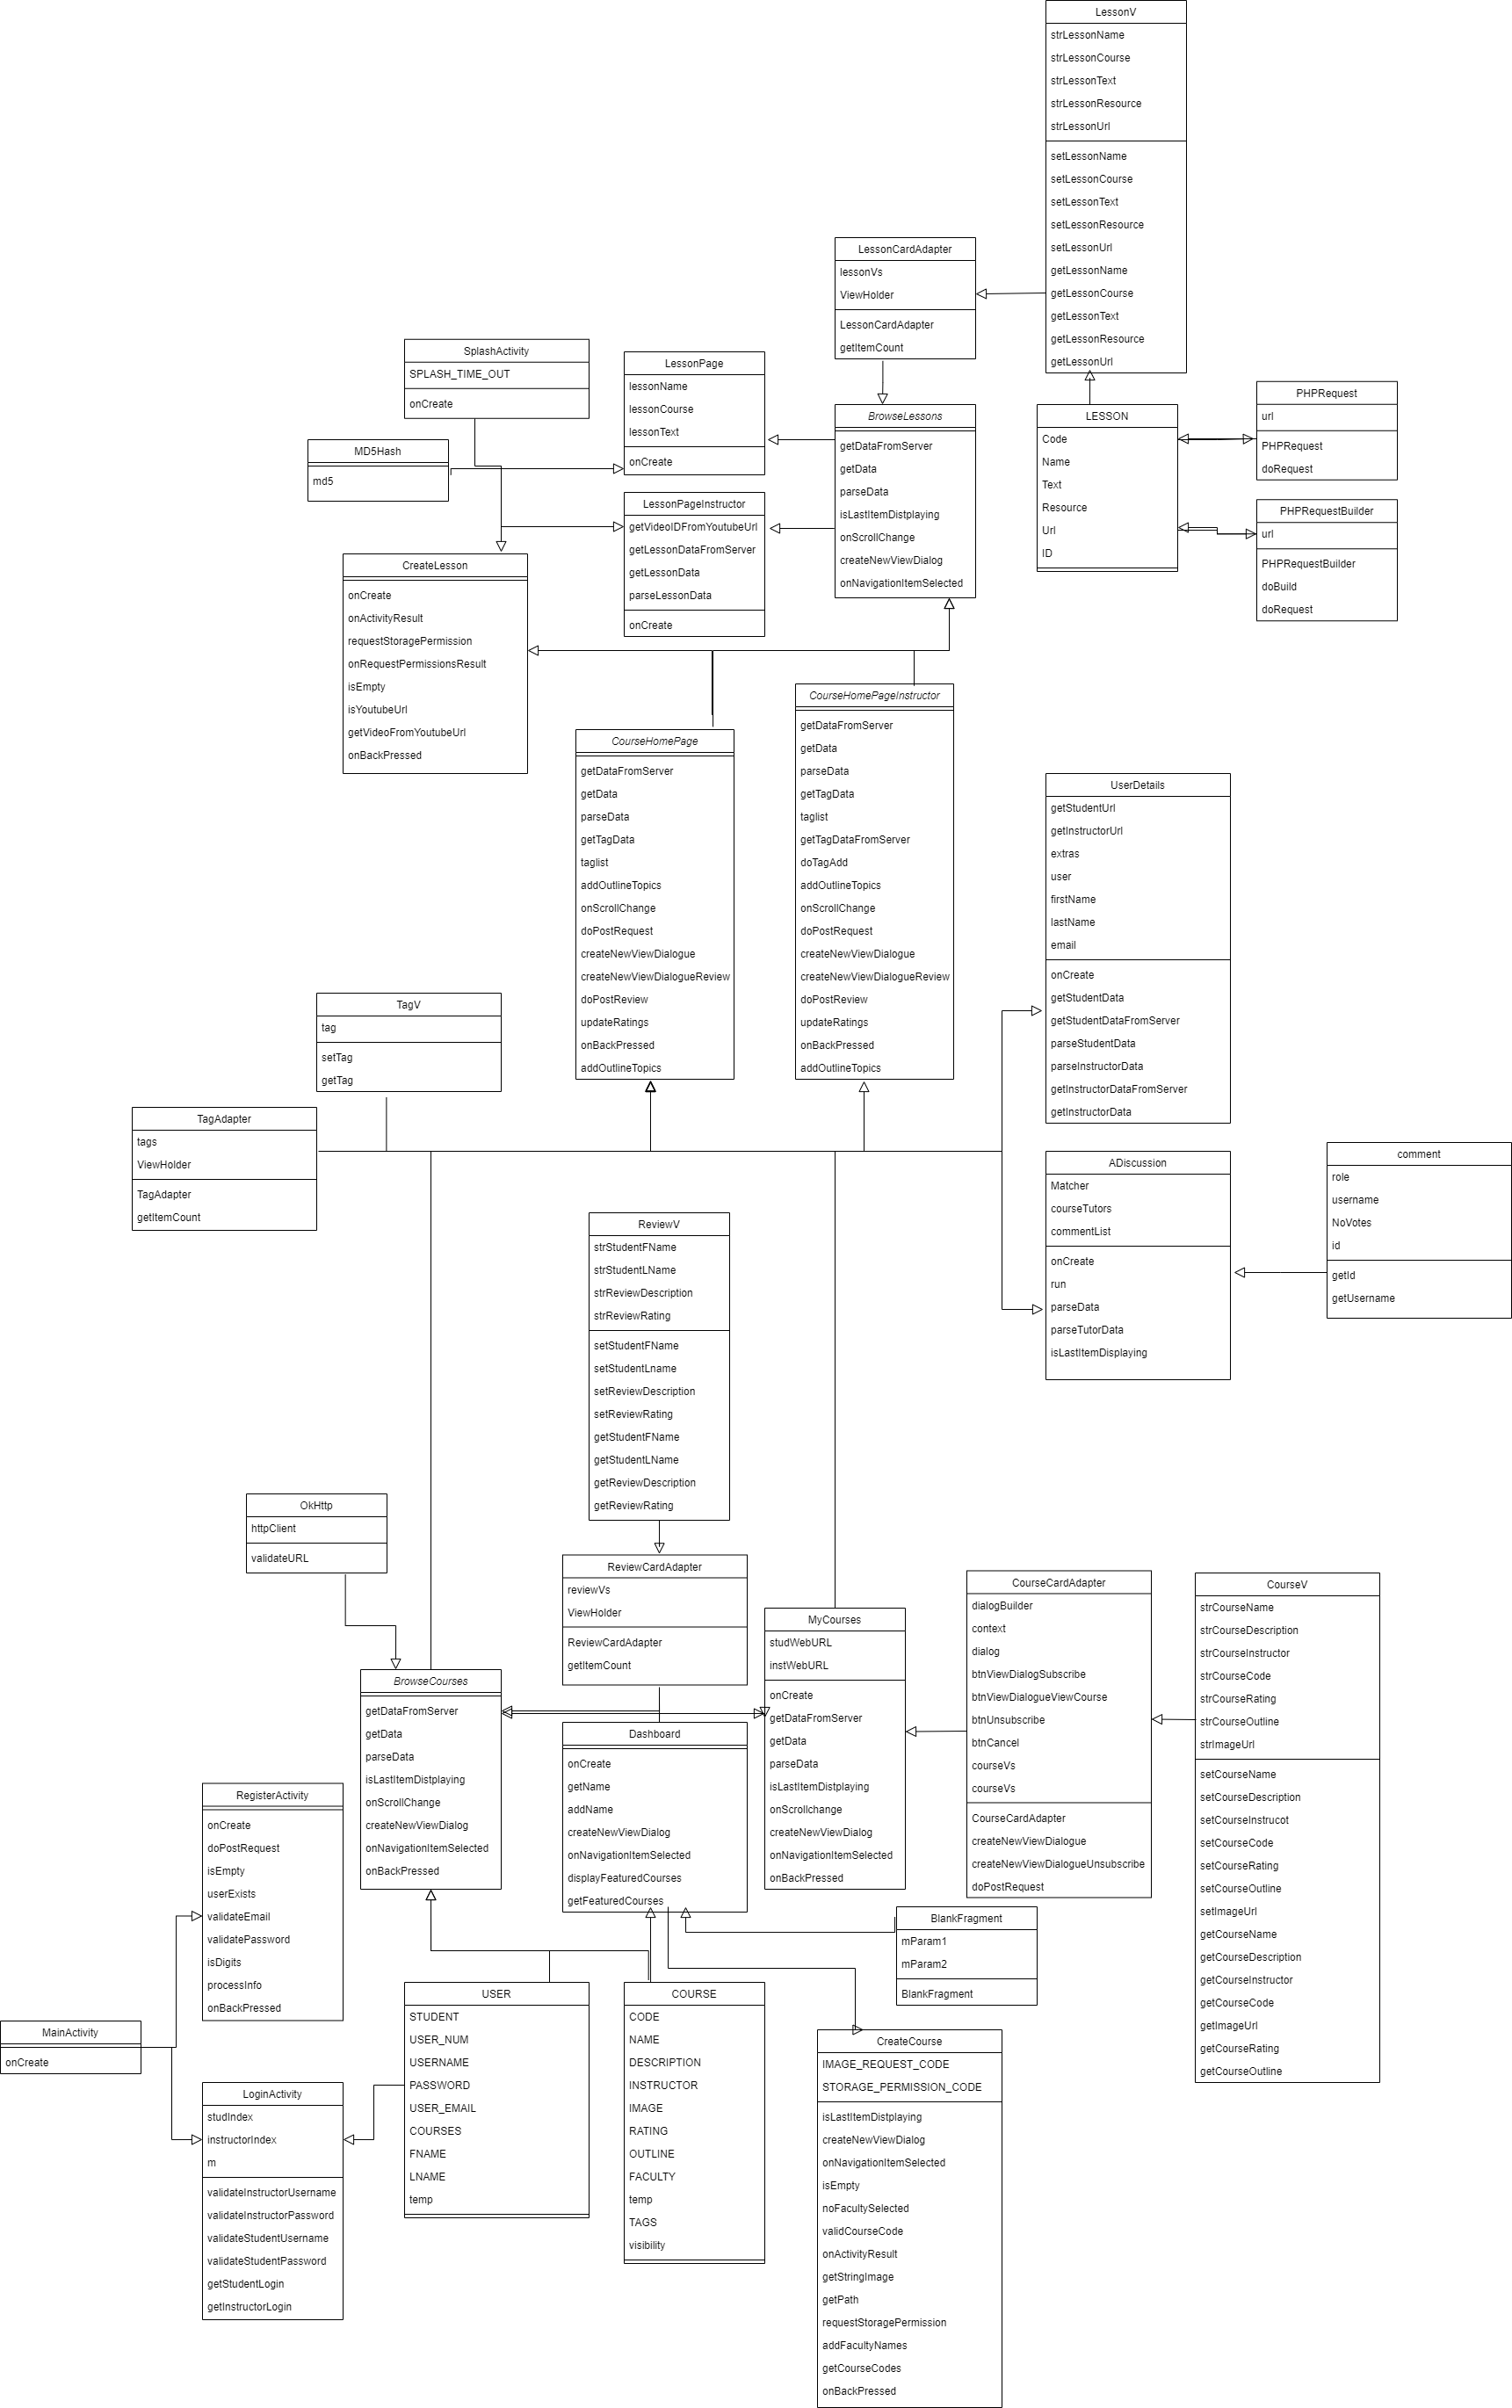 LessonV
strLessonName
strLessonCourse
strLessonText
strLessonResource
strLessonUrl
setLessonName
setLessonCourse
setLessonText
setLessonResource
setLessonUrl
getLessonName
getLessonCourse
getLessonText
getLessonResource
getLessonUrl
LessonCardAdapter
lessonVs
ViewHolder
LessonCardAdapter
getItemCount
SplashActivity
SPLASH_TIME_OUT
onCreate
LessonPage
lessonName
lessonCourse
lessonText
onCreate
MD5Hash
md5
BrowseLessons
getDataFromServer
getData
parseData
isLastItemDistplaying
onScrollChange
createNewViewDialog
onNavigationItemSelected
LESSON
Code
Name
Text
Resource
Url
ID
PHPRequest
url
PHPRequest
doRequest
PHPRequestBuilder
url
PHPRequestBuilder
doBuild
doRequest
LessonPageInstructor
getVideoIDFromYoutubeUrl
getLessonDataFromServer
getLessonData
parseLessonData
onCreate
CreateLesson
onCreate
onActivityResult
requestStoragePermission
onRequestPermissionsResult
isEmpty
isYoutubeUrl
getVideoFromYoutubeUrl
onBackPressed
CourseHomePage
getDataFromServer
getData
parseData
getTagData
taglist
addOutlineTopics
onScrollChange
doPostRequest
createNewViewDialogue
createNewViewDialogueReview
doPostReview
updateRatings
onBackPressed
addOutlineTopics
CourseHomePageInstructor
getDataFromServer
getData
parseData
getTagData
taglist
getTagDataFromServer
doTagAdd
addOutlineTopics
onScrollChange
doPostRequest
createNewViewDialogue
createNewViewDialogueReview
doPostReview
updateRatings
onBackPressed
addOutlineTopics
UserDetails
getStudentUrl
getInstructorUrl
extras
user
firstName
lastName
email
onCreate
getStudentData
getStudentDataFromServer
parseStudentData
parseInstructorData
getInstructorDataFromServer
getInstructorData
TagV
tag
setTag
getTag
TagAdapter
tags
ViewHolder
TagAdapter
getItemCount
ADiscussion
Matcher
courseTutors
commentList
onCreate
run
parseData
parseTutorData
isLastItemDisplaying
comment
role
username
NoVotes
id
getId
getUsername
ReviewV
strStudentFName
strStudentLName
strReviewDescription
strReviewRating
setStudentFName
setStudentLname
setReviewDescription
setReviewRating
getStudentFName
getStudentLName
getReviewDescription
getReviewRating
OkHttp
httpClient
validateURL
ReviewCardAdapter
reviewVs
ViewHolder
ReviewCardAdapter
getItemCount
MyCourses
studWebURL
instWebURL
onCreate
getDataFromServer
getData
parseData
isLastItemDistplaying
onScrollchange
createNewViewDialog
onNavigationItemSelected
onBackPressed
CourseCardAdapter
dialogBuilder
context
dialog
btnViewDialogSubscribe
btnViewDialogueViewCourse
btnUnsubscribe
btnCancel
courseVs
courseVs
CourseCardAdapter
createNewViewDialogue
createNewViewDialogueUnsubscribe
doPostRequest
CourseV
strCourseName
strCourseDescription
strCourseInstructor
strCourseCode
strCourseRating
strCourseOutline
strImageUrl
setCourseName
setCourseDescription
setCourseInstrucot
setCourseCode
setCourseRating
setCourseOutline
setImageUrl
getCourseName
getCourseDescription
getCourseInstructor
getCourseCode
getImageUrl
getCourseRating
getCourseOutline
BrowseCourses
getDataFromServer
getData
parseData
isLastItemDistplaying
onScrollChange
createNewViewDialog
onNavigationItemSelected
onBackPressed
Dashboard
onCreate
getName
addName
createNewViewDialog
onNavigationItemSelected
displayFeaturedCourses
getFeaturedCourses
RegisterActivity
onCreate
doPostRequest
isEmpty
userExists
validateEmail
validatePassword
isDigits
processInfo
onBackPressed
BlankFragment
mParam1
mParam2
BlankFragment
MainActivity
onCreate
LoginActivity
studIndex
instructorIndex
m
validateInstructorUsername
validateInstructorPassword
validateStudentUsername
validateStudentPassword
getStudentLogin
getInstructorLogin
USER
STUDENT
USER_NUM
USERNAME
PASSWORD
USER_EMAIL
COURSES
FNAME
LNAME
temp
COURSE
CODE
NAME
DESCRIPTION
INSTRUCTOR
IMAGE
RATING
OUTLINE
FACULTY
temp
TAGS
visibility
CreateCourse
IMAGE_REQUEST_CODE
STORAGE_PERMISSION_CODE
isLastItemDistplaying
createNewViewDialog
onNavigationItemSelected
isEmpty
noFacultySelected
validCourseCode
onActivityResult
getStringImage
getPath
requestStoragePermission
addFacultyNames
getCourseCodes
onBackPressed